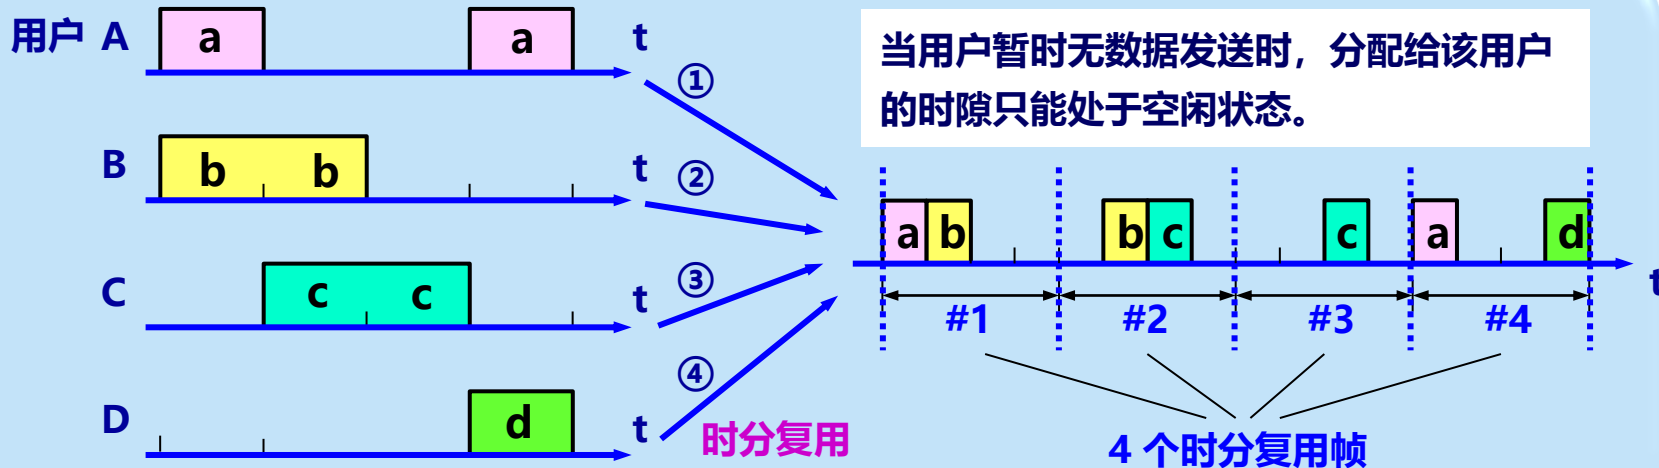 用户 A a a t
①
当用户暂时无数据发送时，分配给该用户
的时隙只能处于空闲状态。
B b b t
②
a b b c c a d
C c c t
③
t
#1 #2 #3 #4
④
D d t
时分复用
4 个时分复用帧